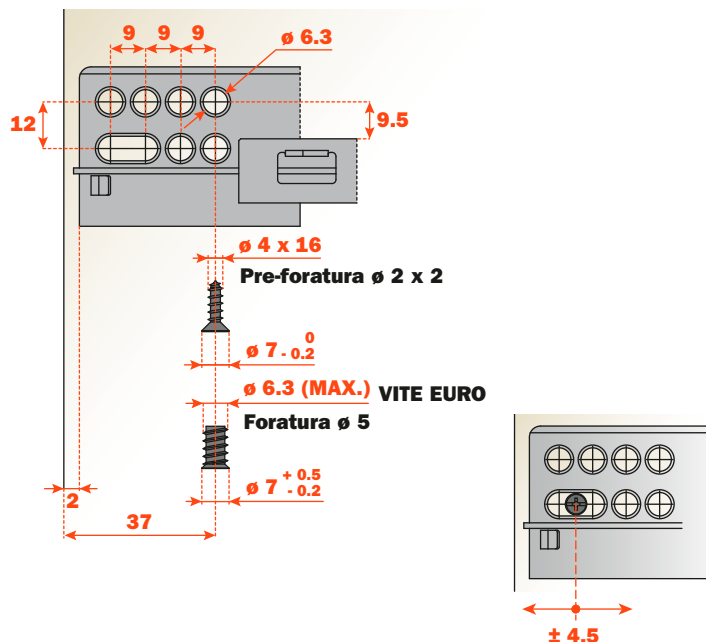 9 9 9
ø 6.3
12
9.5
ø 4 x 16
Pre-foratura ø 2 x 2
ø 7 0 - 0.2
ø 6.3 (MAX.) VITE EURO
Foratura ø 5
ø 7 + 0.5 - 0.2
2
37
± 4.5